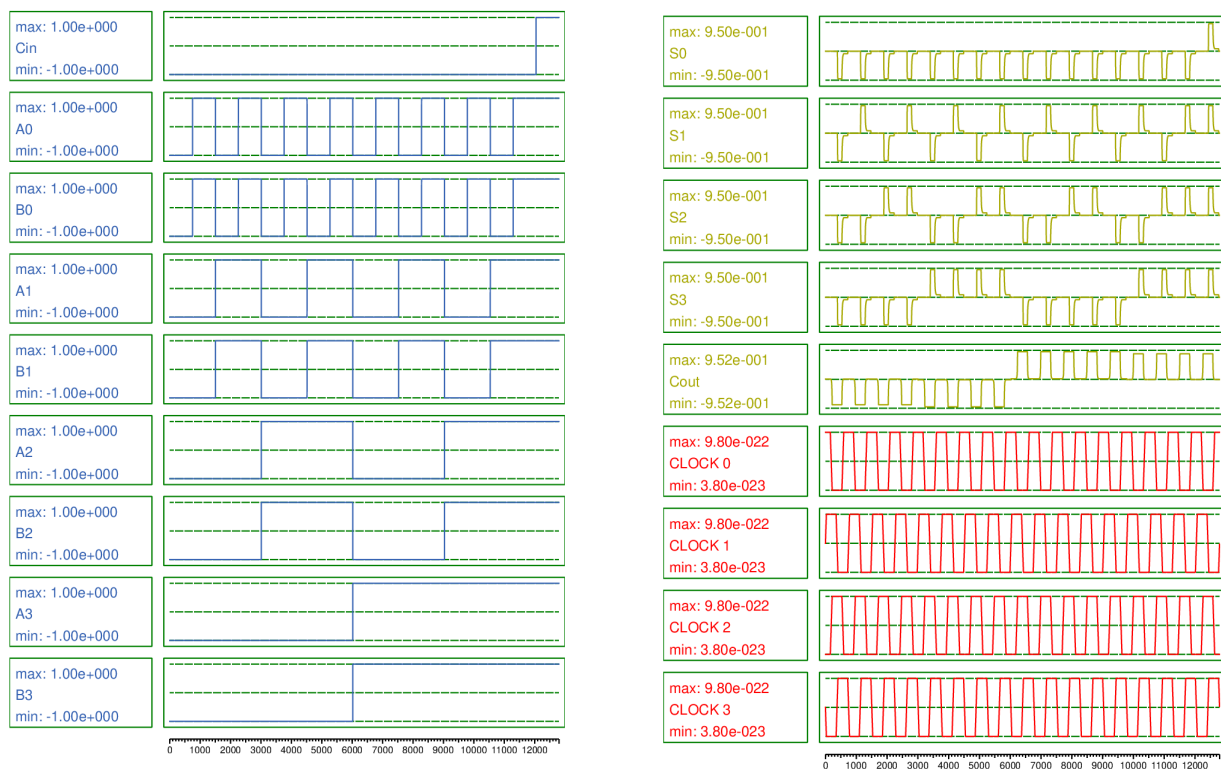 max: 1.00e+000
Cin
min: -1.00e+000
max: 1.00e+000
A0
min: -1.00e+000
max: 1.00e+000
B0
min: -1.00e+000
max: 1.00e+000
A1
min: -1.00e+000
max: 1.00e+000
B1
min: -1.00e+000
max: 1.00e+000
A2
min: -1.00e+000
max: 1.00e+000
B2
min: -1.00e+000
max: 1.00e+000
A3
min: -1.00e+000
max: 1.00e+000
B3
min: -1.00e+000
0 1000 2000 3000 4000 5000 6000 7000 8000 9000 10000 11000 12000
max: 9.50e-001
S0
min: -9.50e-001
max: 9.50e-001
S1
min: -9.50e-001
max: 9.50e-001
S2
min: -9.50e-001
max: 9.50e-001
S3
min: -9.50e-001
max: 9.52e-001
Cout
min: -9.52e-001
max: 9.80e-022
CLOCK 0
min: 3.80e-023
max: 9.80e-022
CLOCK 1
min: 3.80e-023
max: 9.80e-022
CLOCK 2
min: 3.80e-023
max: 9.80e-022
CLOCK 3
min: 3.80e-023
0 1000 2000 3000 4000 5000 6000 7000 8000 9000 10000 11000 12000